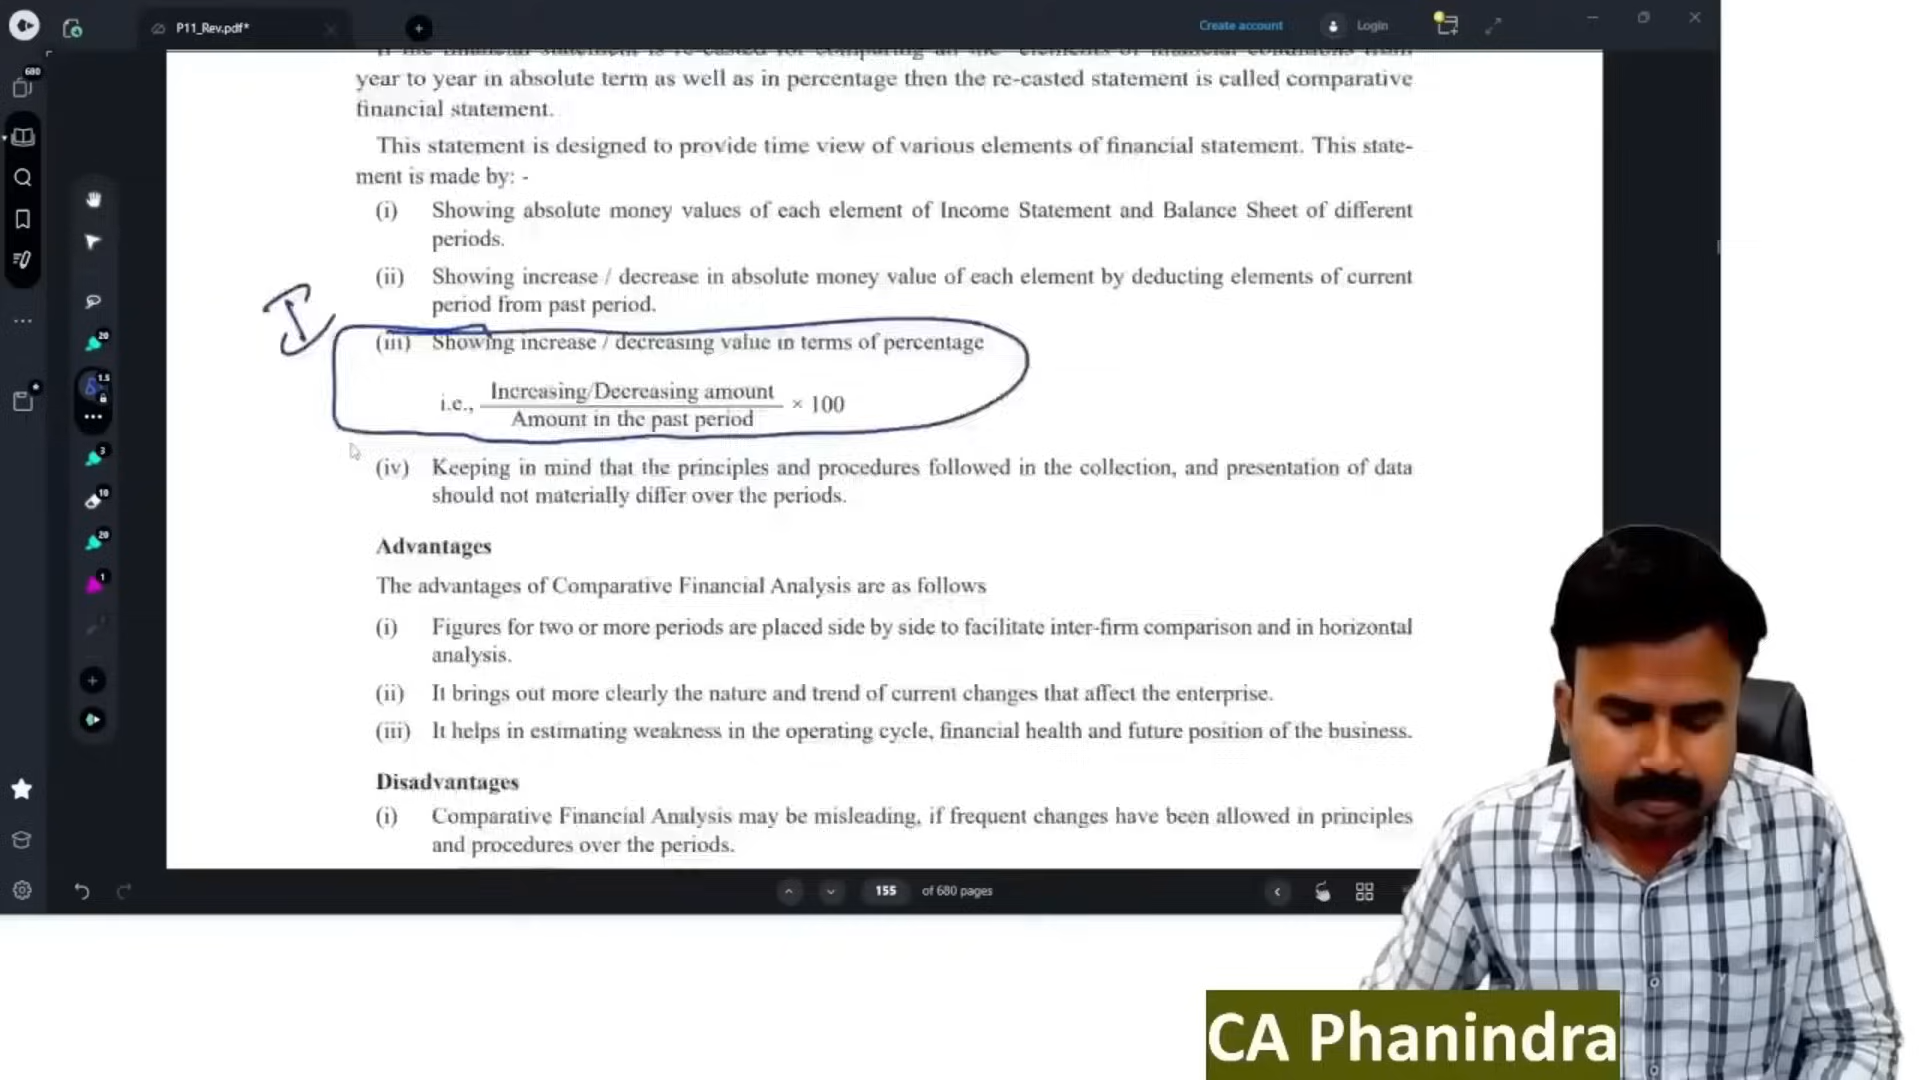 P11_Rev.pdf*
Create account
Login
680
year to year in absolute term as well as in percentage then the re-casted statement is called comparative
financial statement.
This statement is designed to provide time view of various elements of financial statement. This state-
ment is made by: -
(i) Showing absolute money values of each element of Income Statement and Balance Sheet of different
periods.
(ii) Showing increase / decrease in absolute money value of each element by deducting elements of current
period from past period.
I
(iii) Showing increase / decreasing value in terms of percentage
i.e., Increasing/Decreasing amount
Amount in the past period × 100
(iv) Keeping in mind that the principles and procedures followed in the collection, and presentation of data
should not materially differ over the periods.
Advantages
The advantages of Comparative Financial Analysis are as follows
(i) Figures for two or more periods are placed side by side to facilitate inter-firm comparison and in horizontal
analysis.
(ii) It brings out more clearly the nature and trend of current changes that affect the enterprise.
(iii) It helps in estimating weakness in the operating cycle, financial health and future position of the business.
Disadvantages
(i) Comparative Financial Analysis may be misleading, if frequent changes have been allowed in principles
and procedures over the periods.
20
1.5
3
10
20
1
155 of 680 pages
CA Phanindra